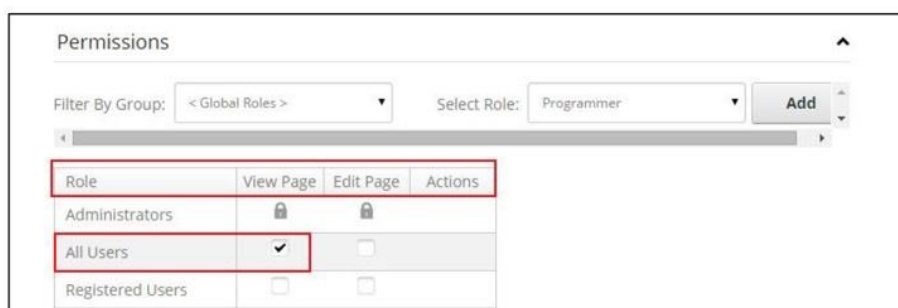 Permissions
Filter By Group: < Global Roles > Select Role: Programmer Add
Role View Page Edit Page Actions
Administrators
All Users
Registered Users